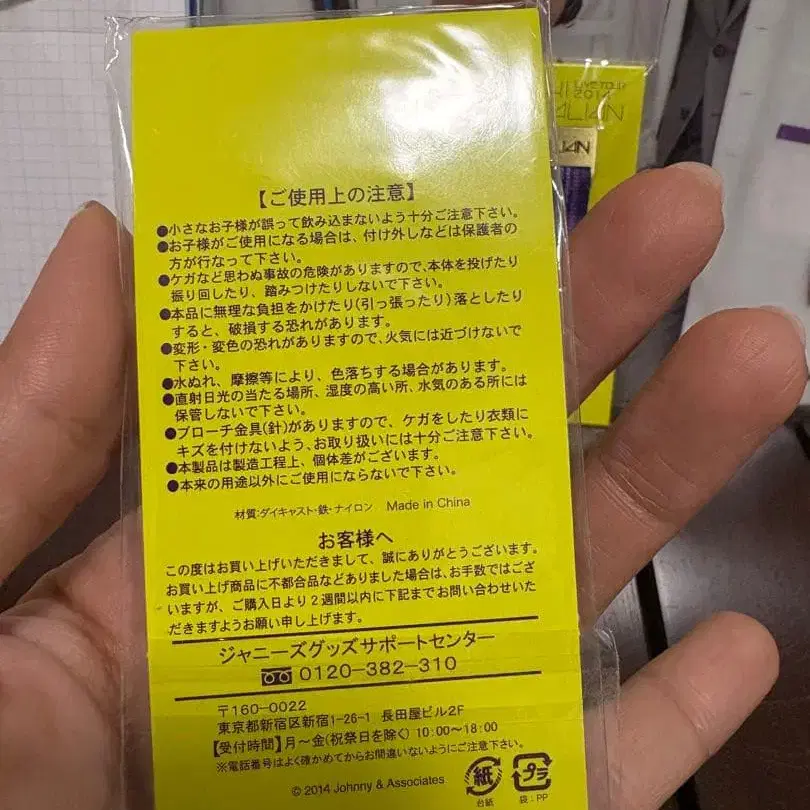 【ご使用上の注意】
●小さなお子様が誤って飲み込まないよう十分ご注意下さい。
●お子様がご使用になる場合は、付け外しなどは保護者の
方が行なって下さい。
●ケガなど思わぬ事故の危険がありますので、本体を投げたり
振り回したり、踏みつけたりしないで下さい。
●本品に無理な負担をかけたり(引っ張ったり)落としたり
すると、破損する恐れがあります。
●変形・変色の恐れがありますので、火気には近づけないで
下さい。
●水ぬれ、摩擦等により、色落ちする場合があります。
●直射日光の当たる場所、湿度の高い所、水気のある所には
保管しないで下さい。
●ブローチ金具(針)がありますので、ケガをしたり衣類に
キズを付けないよう、お取り扱いには十分ご注意下さい。
●本製品は製造工程上、個体差がございます。
●本来の用途以外にご使用にならないで下さい。
材質:ダイキャスト・鉄・ナイロン Made in China
お客様へ
この度はお買い上げいただきまして、誠にありがとうございます。
お買い上げ商品に不都合品などありました場合は、お手数ではござ
いますが、ご購入日より2週間以内に下記までお問い合わせいた
だきますようお願い申し上げます。
ジャニーズグッズサポートセンター
0120-382-310
〒160-0022
東京都新宿区新宿1-26-1 長田屋ビル2F
【受付時間】月~金(祝祭日を除く) 10:00~18:00
※電話番号はよく確かめてからお間違いないようにご注意下さい。
© 2014 Johnny & Associates
紙
台紙
プラ
袋:PP
LIVE TOUR
2014